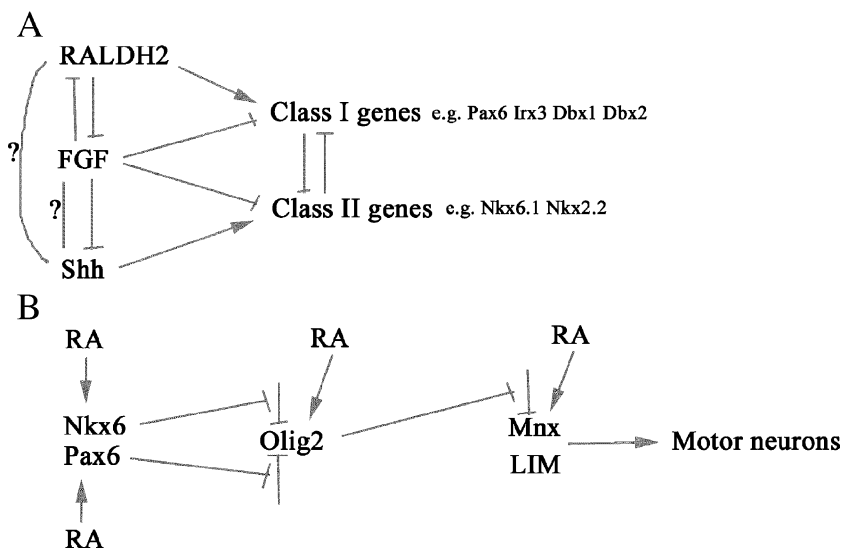 A
RALDH2
Class I genes e.g. Pax6 Irx3 Dbx1 Dbx2
?
FGF
?
Class II genes e.g. Nkx6.1 Nkx2.2
Shh
B
RA
RA
RA
Nkx6
Olig2
Mnx
Motor neurons
Pax6
LIM
RA